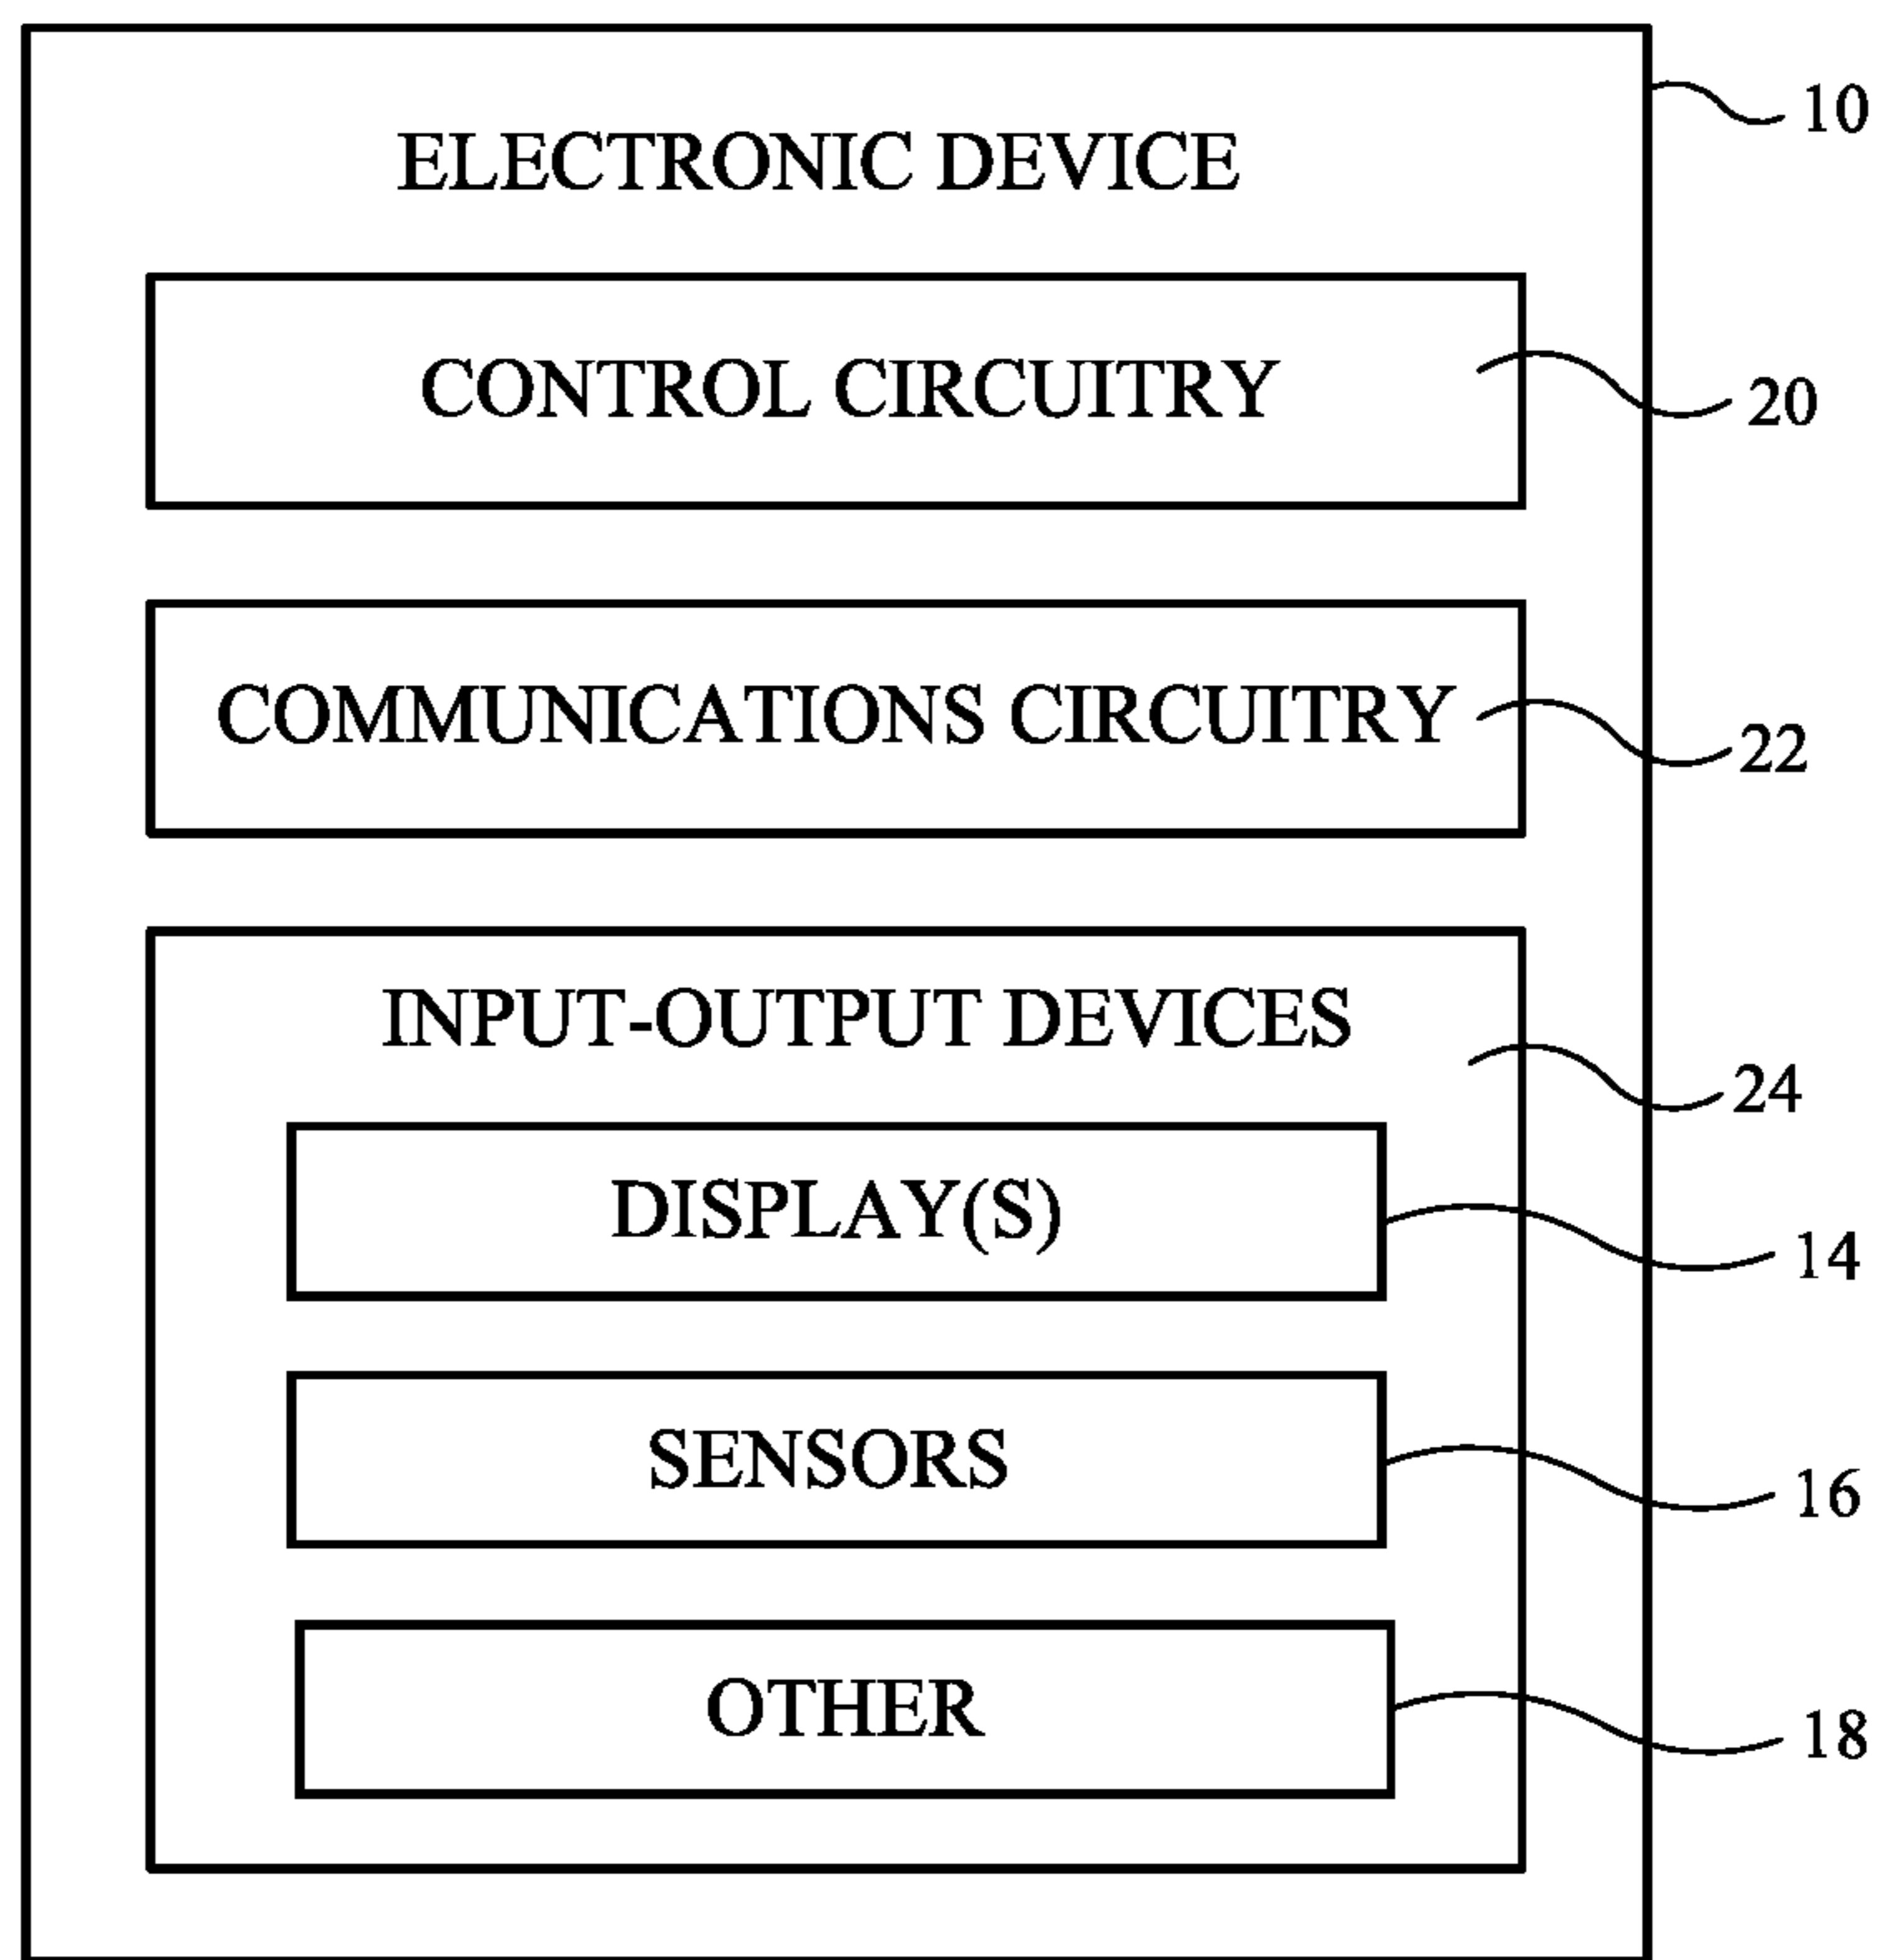 ELECTRONIC DEVICE
10
CONTROL CIRCUITRY
20
COMMUNICATIONS CIRCUITRY
22
INPUT-OUTPUT DEVICES
24
DISPLAY(S)
14
SENSORS
16
OTHER
18